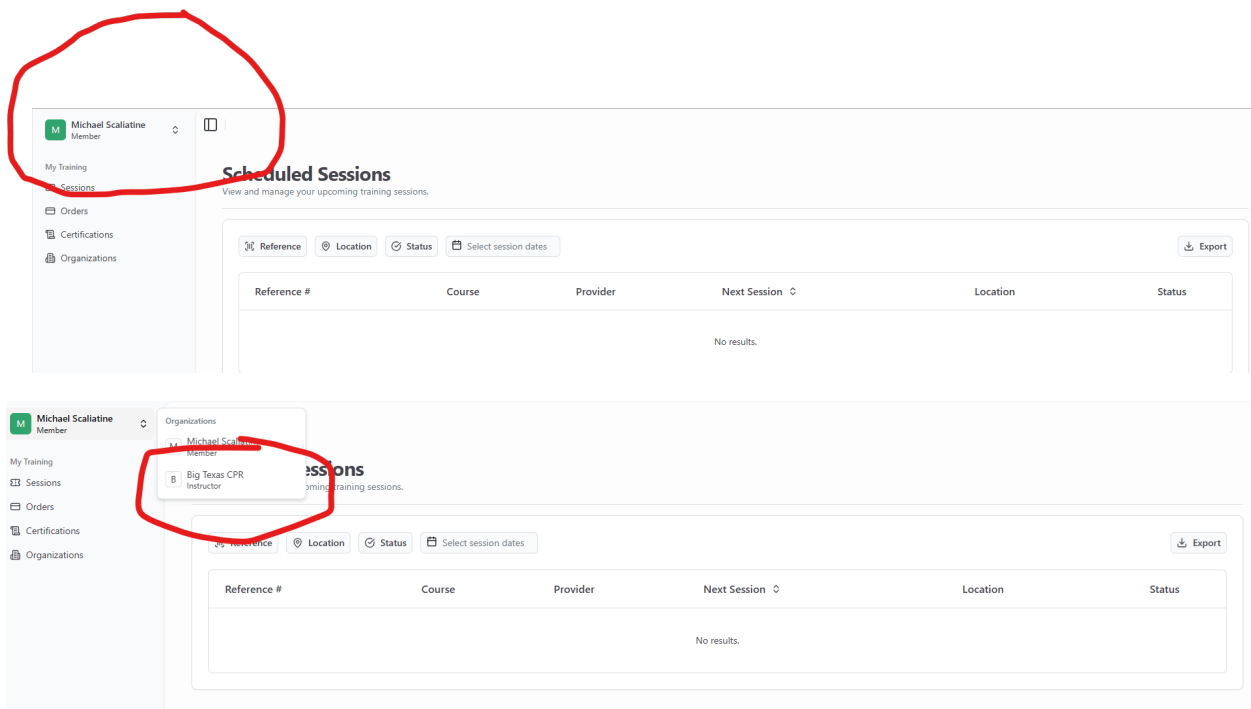 M
Michael Scaliatine
Member
My Training
Sessions
Orders
Certifications
Organizations
Scheduled Sessions
View and manage your upcoming training sessions.
Reference Location Status Select session dates Export
Reference # Course Provider Next Session Location Status
No results.
M
Michael Scaliatine
Member
My Training
Sessions
Orders
Certifications
Organizations
Organizations
M
Michael
Member
B
Big Texas CPR
Instructor
training sessions.
Reference Location Status Select session dates Export
Reference # Course Provider Next Session Location Status
No results.